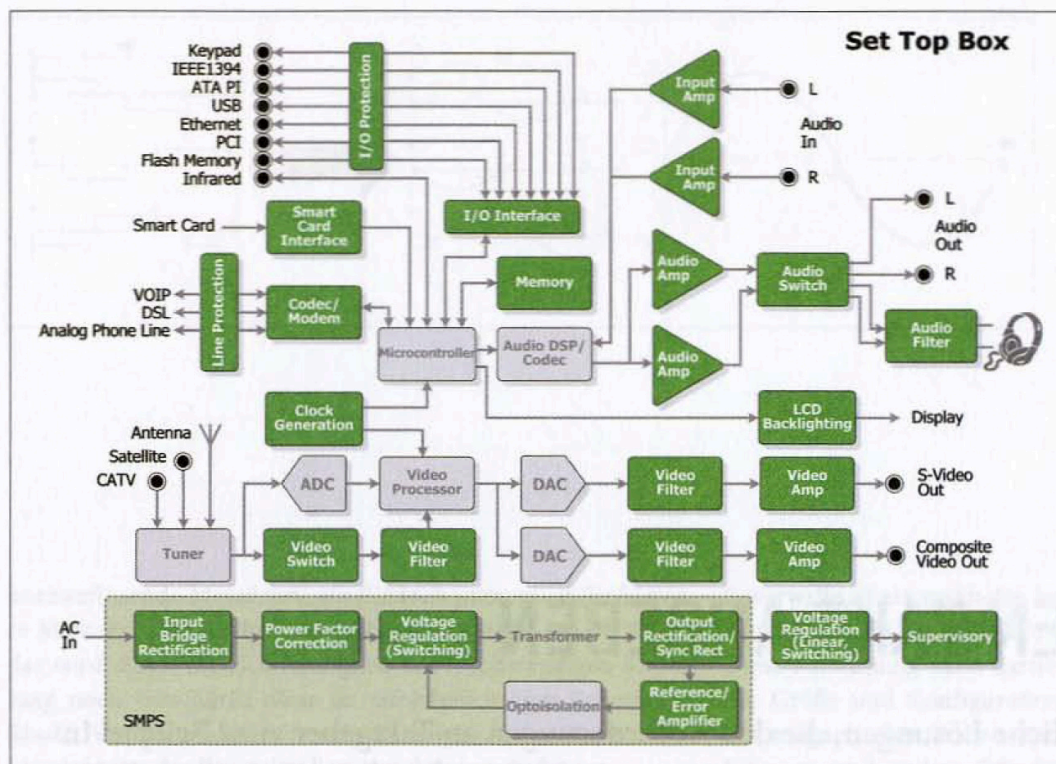 Set Top Box
Keypad
IEEE1394
ATA PI
USB
Ethernet
PCI
Flash Memory
Infrared
I/O Protection
Input
Amp
L
Audio
In
Input
Amp
R
I/O Interface
Smart Card
Smart
Card
Interface
L
Audio
Out
R
Memory
Audio
Amp
Audio
Switch
Line Protection
VOIP
DSL
Analog Phone Line
Codec/
Modem
Microcontroller
Audio DSP/
Codec
Audio
Amp
Audio
Filter
Clock
Generation
LCD
Backlighting
Display
Antenna
Satellite
CATV
ADC
Video
Processor
DAC
Video
Filter
Video
Amp
S-Video
Out
Tuner
Video
Switch
Video
Filter
DAC
Video
Filter
Video
Amp
Composite
Video Out
AC
In
Input
Bridge
Rectification
Power Factor
Correction
Voltage
Regulation
(Switching)
Transformer
Output
Rectification/
Sync Rect
Voltage
Regulation
(Linear,
Switching)
Supervisory
SMPS
Optoisolation
Reference/
Error
Amplifier